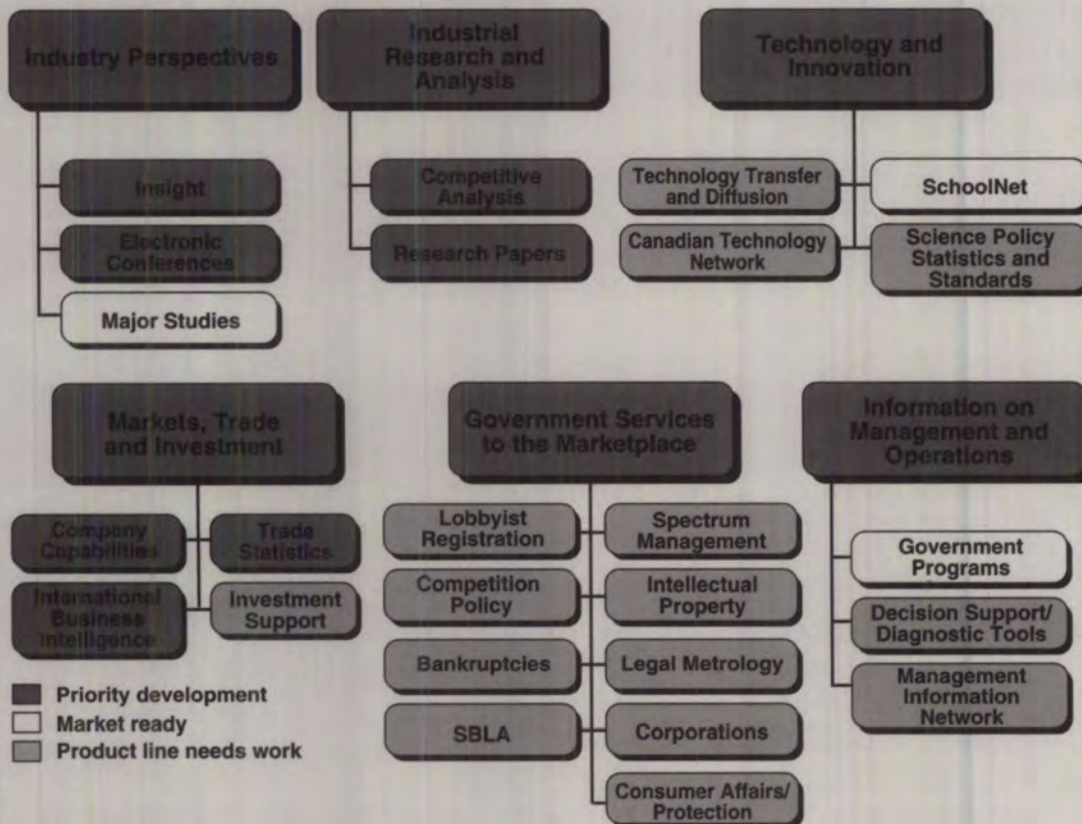 Industry Perspectives
Industrial
Research and
Analysis
Technology and
Innovation
Insight
Electronic
Conferences
Major Studies
Competitive
Analysis
Research Papers
Technology Transfer
and Diffusion
SchoolNet
Canadian Technology
Network
Science Policy
Statistics and
Standards
Markets, Trade
and Investment
Government Services
to the Marketplace
Information on
Management and
Operations
Company
Capabilities
Trade
Statistics
International
Business
Intelligence
Investment
Support
Lobbyist
Registration
Spectrum
Management
Competition
Policy
Intellectual
Property
Bankruptcies
Legal Metrology
SBLA
Corporations
Consumer Affairs/
Protection
Government
Programs
Decision Support/
Diagnostic Tools
Management
Information
Network
Priority development
Market ready
Product line needs work